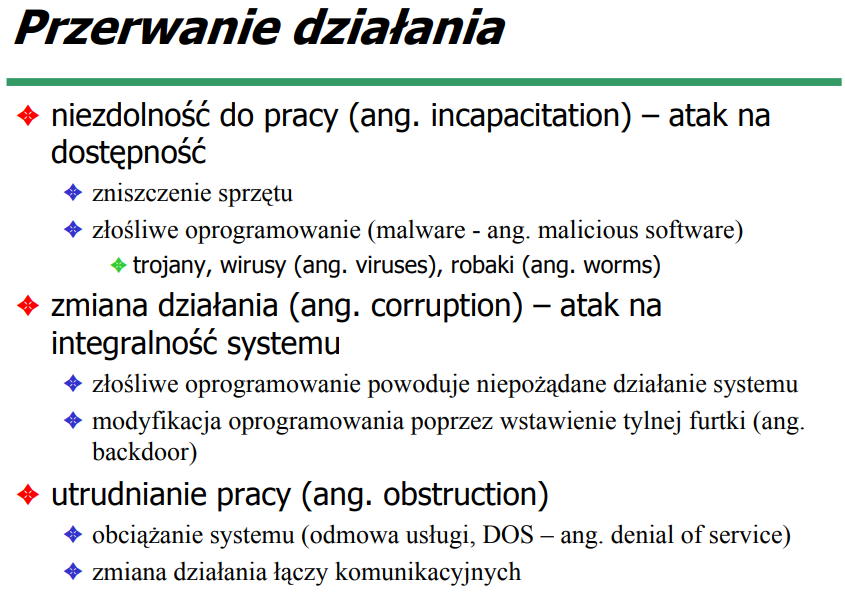 Przerwanie działania
niezdolność do pracy (ang. incapacitation) – atak na
dostępność
zniszczenie sprzętu
złośliwe oprogramowanie (malware - ang. malicious software)
trojany, wirusy (ang. viruses), robaki (ang. worms)
zmiana działania (ang. corruption) – atak na
integralność systemu
złośliwe oprogramowanie powoduje niepożądane działanie systemu
modyfikacja oprogramowania poprzez wstawienie tylnej furtki (ang.
backdoor)
utrudnianie pracy (ang. obstruction)
obciążanie systemu (odmowa usługi, DOS – ang. denial of service)
zmiana działania łączy komunikacyjnych